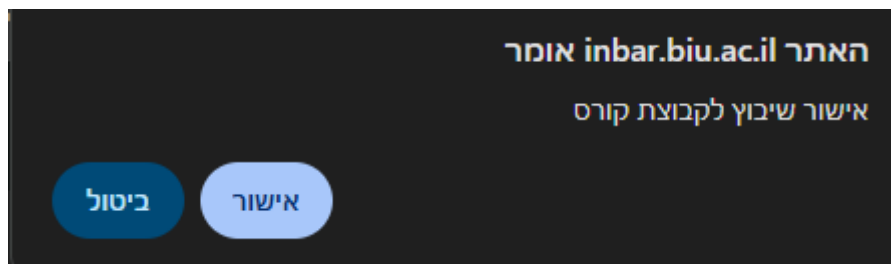 האתר inbar.biu.ac.il אומר
אישור שיבוץ לקבוצת קורס
אישור
ביטול